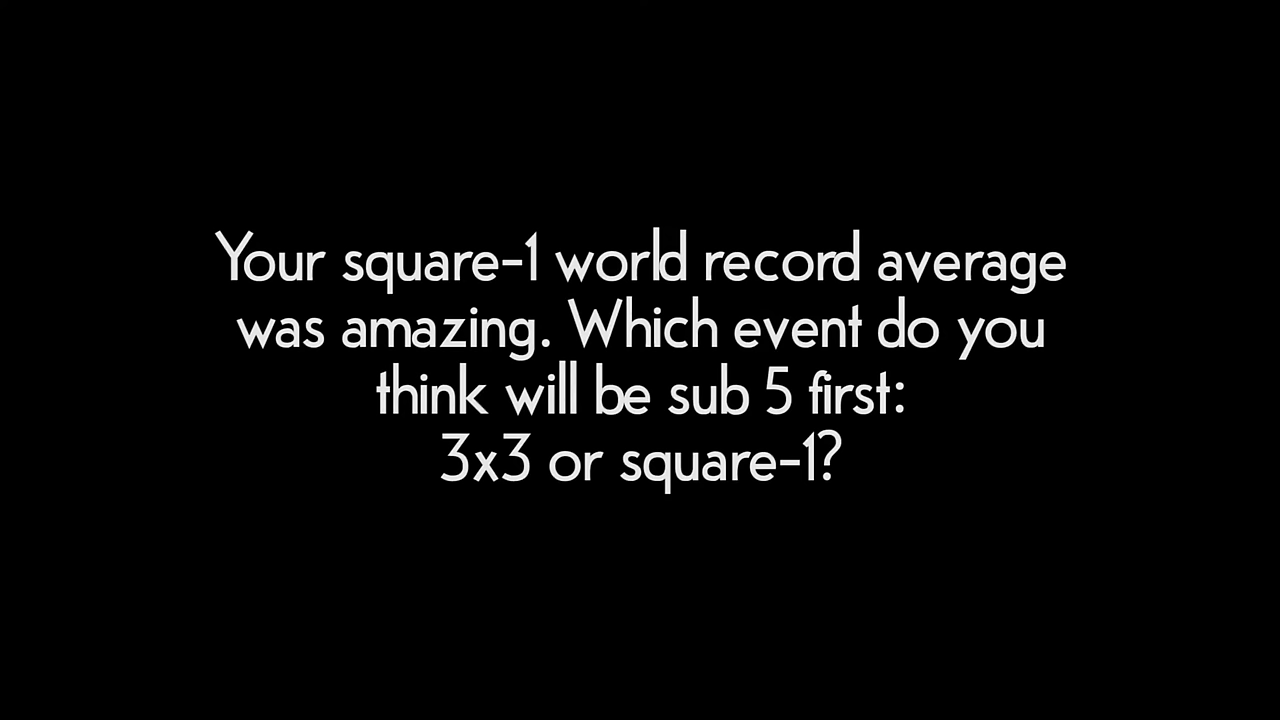 Your square-1 world record average
was amazing. Which event do you
think will be sub 5 first:
3x3 or square-1?